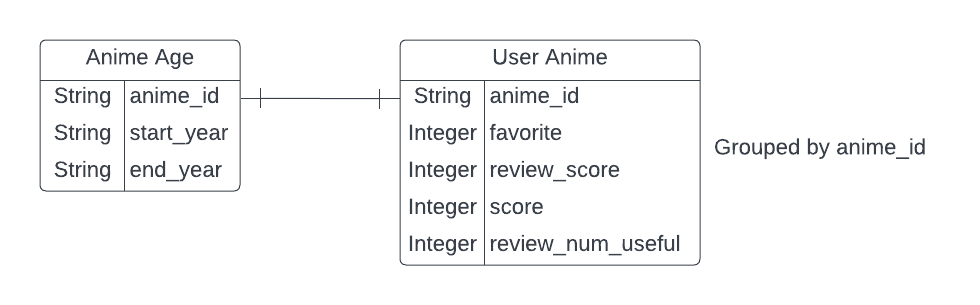 Anime Age
String anime_id
String start_year
String end_year
User Anime
String anime_id
Integer favorite
Integer review_score
Integer score
Integer review_num_useful
Grouped by anime_id